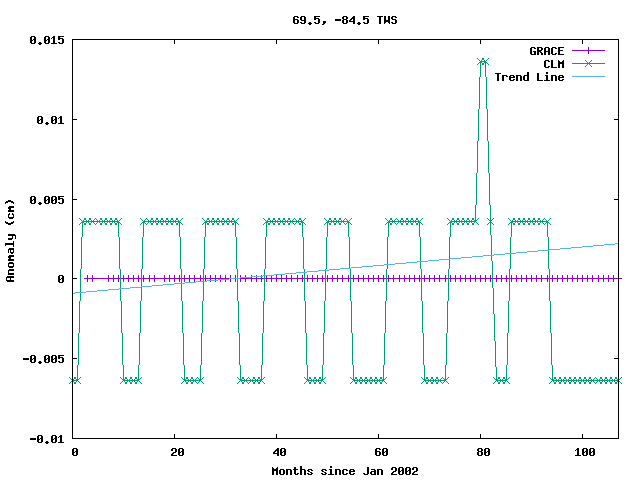 69.5, -84.5 TWS
0.015
0.01
0.005
0
-0.005
-0.01
GRACE
CLM
Trend Line
Anomaly (cm)
0 20 40 60 80 100
Months since Jan 2002